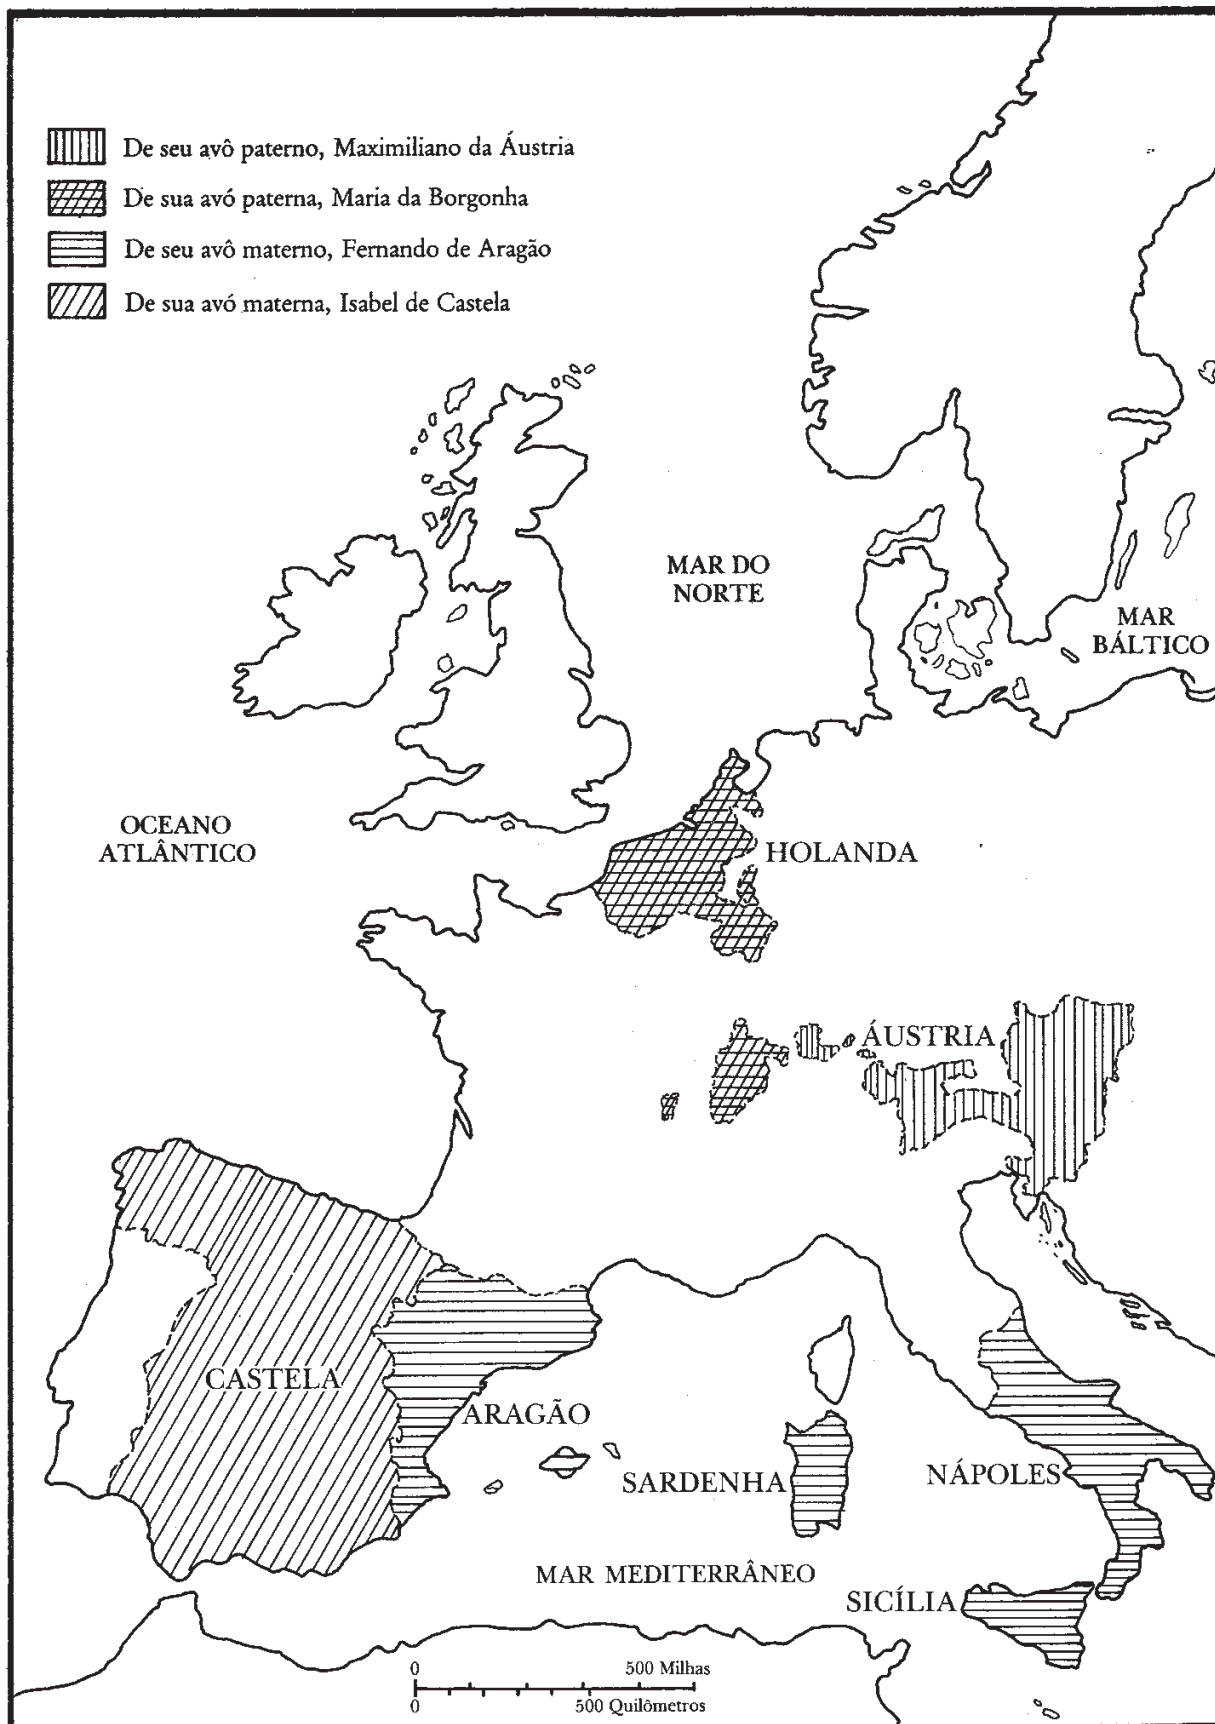 De seu avô paterno, Maximiliano da Áustria
De sua avó paterna, Maria da Borgonha
De seu avô materno, Fernando de Aragão
De sua avó materna, Isabel de Castela
MAR DO
NORTE
MAR
BÁLTICO
OCEANO
ATLÂNTICO
HOLANDA
ÁUSTRIA
CASTELA
ARAGÃO
SARDENHA
NÁPOLES
MAR MEDITERRÂNEO
SICÍLIA
0 500 Milhas
0 500 Quilômetros